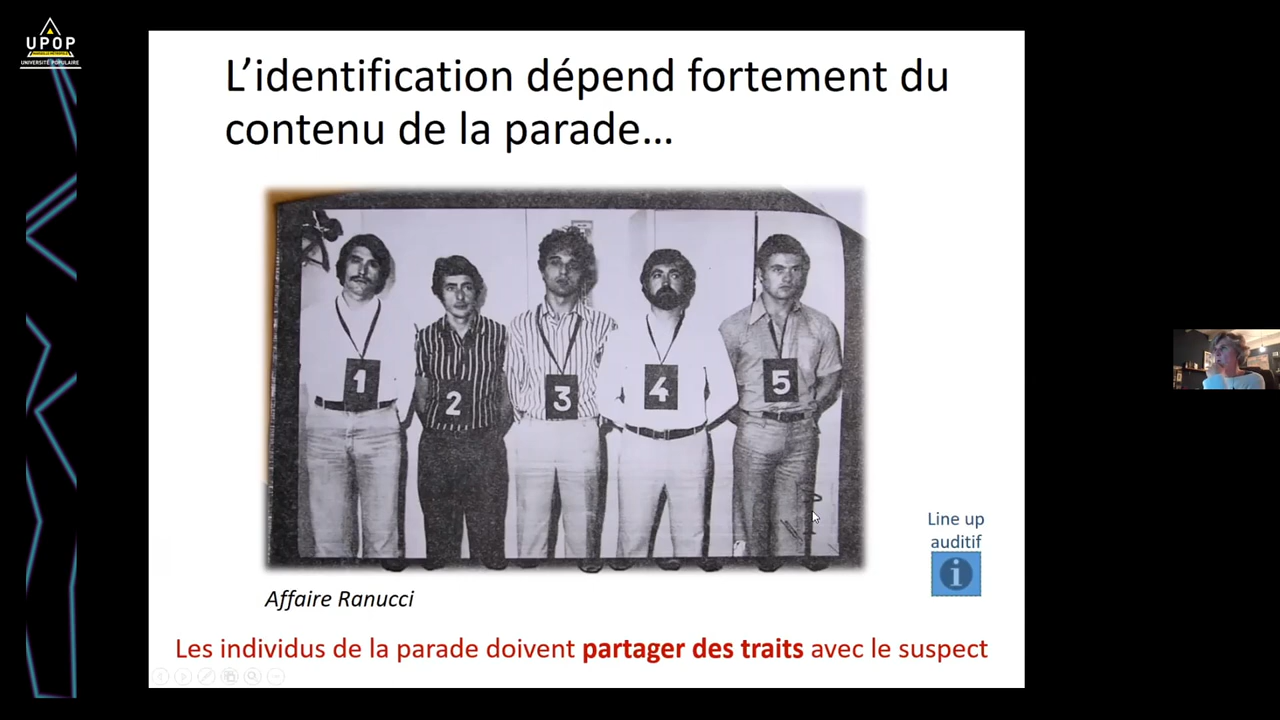 UPOP
UNIVERSITÉ POPULAIRE
L’identification dépend fortement du
contenu de la parade…
1
2
3
4
5
Line up
auditif
i
Affaire Ranucci
Les individus de la parade doivent partager des traits avec le suspect